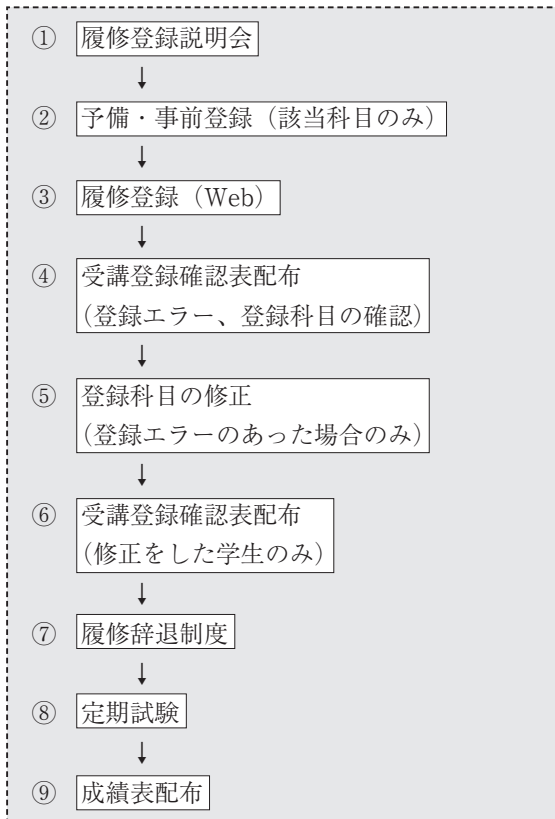 ① 履修登録説明会
↓
② 予備・事前登録（該当科目のみ）
↓
③ 履修登録（Web）
↓
④ 受講登録確認表配布
(登録エラー、登録科目の確認)
↓
⑤ 登録科目の修正
(登録エラーのあった場合のみ)
↓
⑥ 受講登録確認表配布
(修正をした学生のみ)
↓
⑦ 履修辞退制度
↓
⑧ 定期試験
↓
⑨ 成績表配布